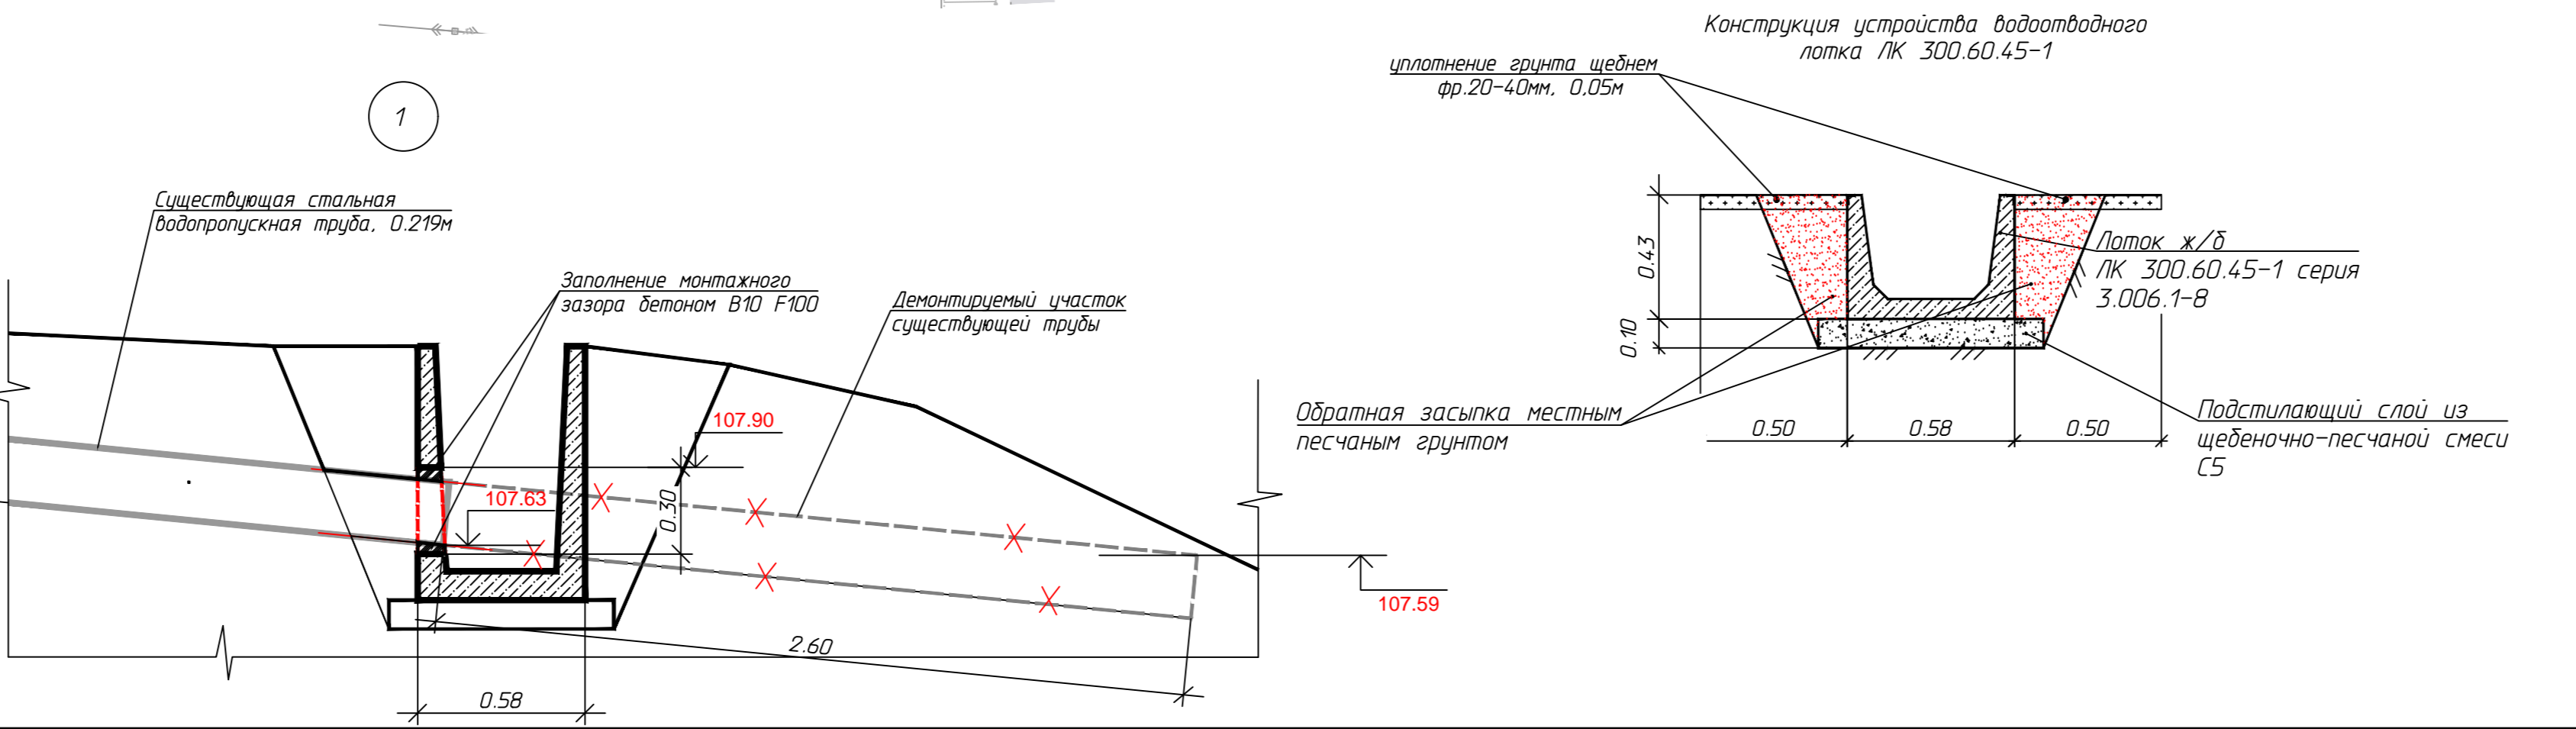 Конструкция устройства водоотводного
лотка ЛК 300.60.45-1
уплотнение грунта щебнем
фр.20-40мм, 0,05м
1
Существующая стальная
водопропускная труба, 0.219м
Заполнение монтажного
зазора бетоном В10 F100
Демонтируемый участок
существующей трубы
107.90
107.63
0.30
107.59
2.60
0.58
0.43
0.10
Лоток ж/б
ЛК 300.60.45-1 серия
3.006.1-8
Обратная засыпка местным
песчаным грунтом
0.50
0.58
0.50
Подстилающий слой из
щебеночно-песчаной смеси
С5